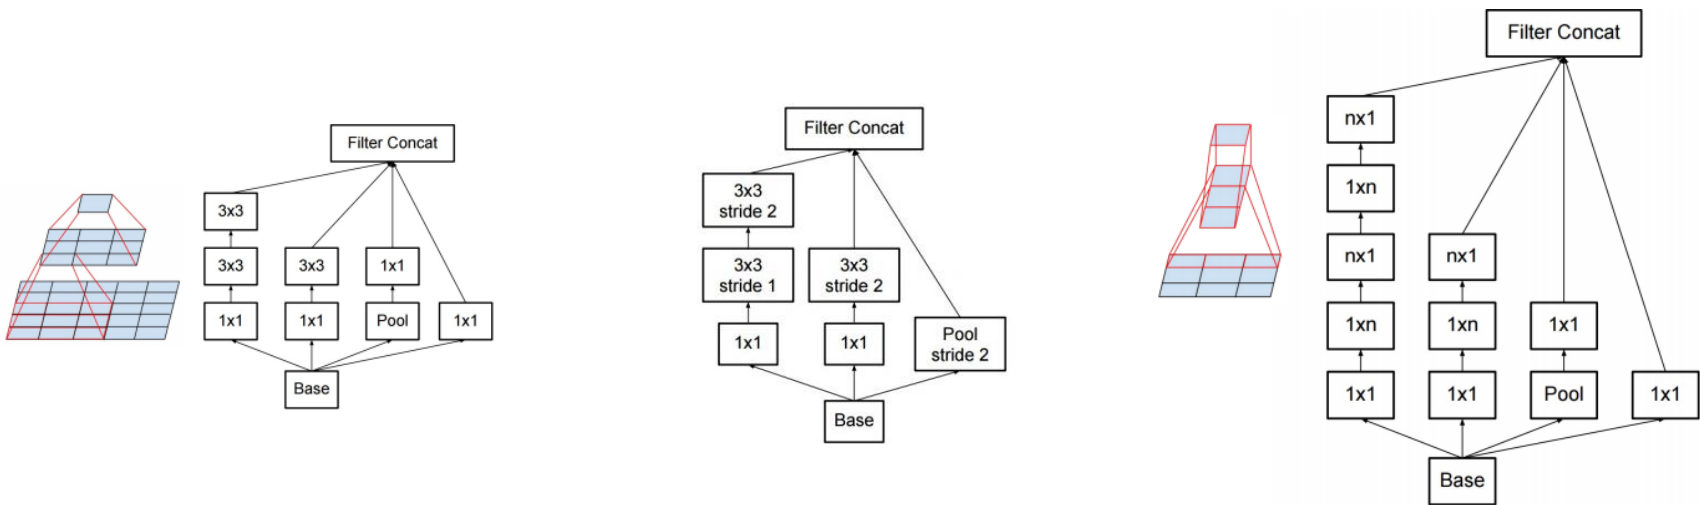 Filter Concat
3x3
3x3
3x3
1x1
1x1
1x1
Pool
1x1
Base
Filter Concat
3x3
stride 2
3x3
stride 1
3x3
stride 2
1x1
1x1
Pool
stride 2
Base
Filter Concat
nx1
1xn
nx1
nx1
1xn
1xn
1x1
1x1
1x1
Pool
1x1
Base